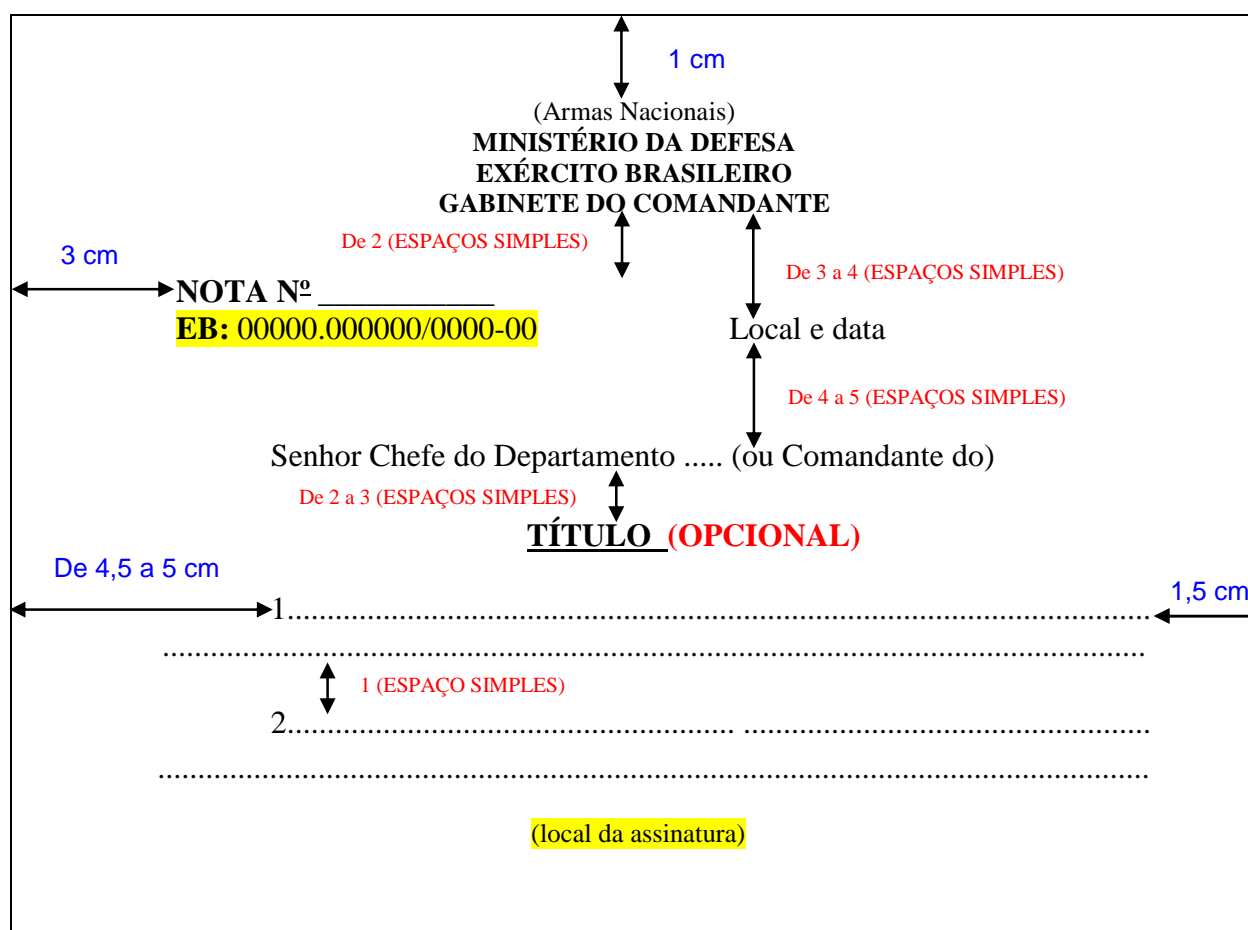 1 cm
(Armas Nacionais)
MINISTÉRIO DA DEFESA
EXÉRCITO BRASILEIRO
GABINETE DO COMANDANTE
De 2 (ESPAÇOS SIMPLES)
3 cm
De 3 a 4 (ESPAÇOS SIMPLES)
NOTA Nº ____________
EB: 00000.000000/0000-00 Local e data
De 4 a 5 (ESPAÇOS SIMPLES)
Senhor Chefe do Departamento ..... (ou Comandante do)
De 2 a 3 (ESPAÇOS SIMPLES)
TÍTULO (OPCIONAL)
De 4,5 a 5 cm
1,5 cm
1..............................................................................................................
.............................................................................................................................
1 (ESPAÇO SIMPLES)
2......................................................... ....................................................
..............................................................................................................................
(local da assinatura)